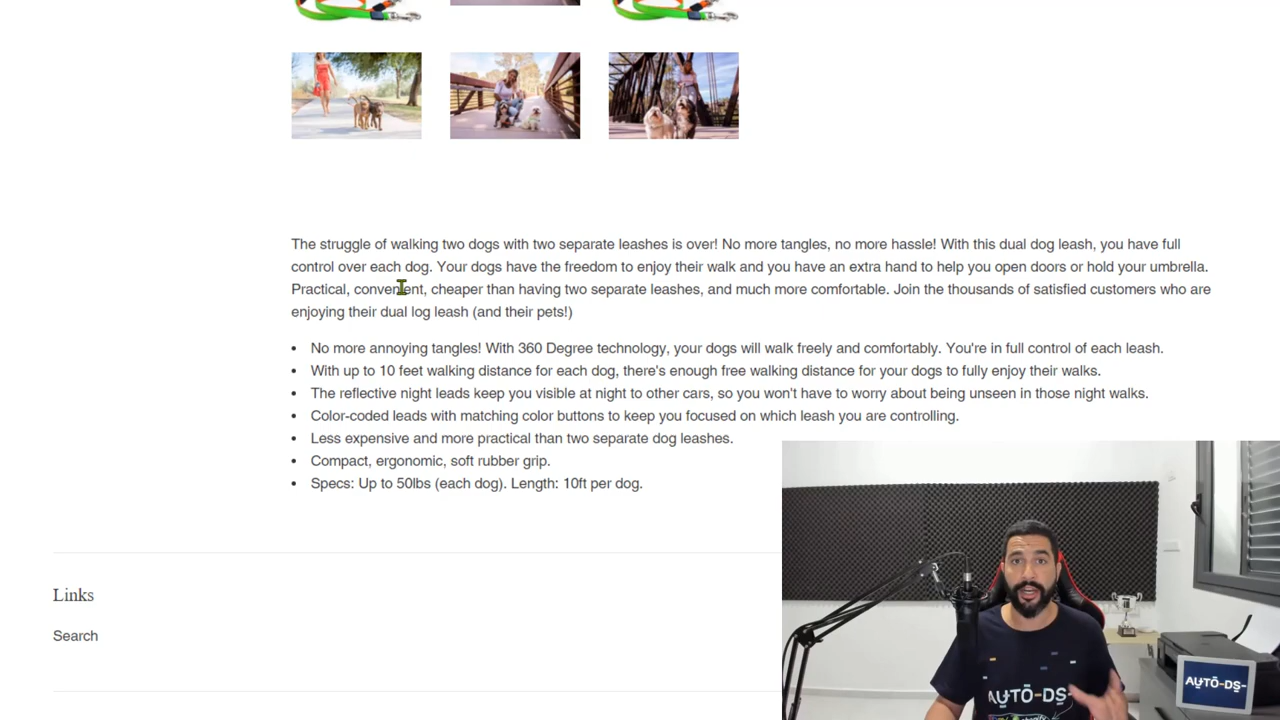 The struggle of walking two dogs with two separate leashes is over! No more tangles, no more hassle! With this dual dog leash, you have full
control over each dog. Your dogs have the freedom to enjoy their walk and you have an extra hand to help you open doors or hold your umbrella.
Practical, convenient, cheaper than having two separate leashes, and much more comfortable. Join the thousands of satisfied customers who are
enjoying their dual log leash (and their pets!)
• No more annoying tangles! With 360 Degree technology, your dogs will walk freely and comfortably. You're in full control of each leash.
• With up to 10 feet walking distance for each dog, there's enough free walking distance for your dogs to fully enjoy their walks.
• The reflective night leads keep you visible at night to other cars, so you won't have to worry about being unseen in those night walks.
• Color-coded leads with matching color buttons to keep you focused on which leash you are controlling.
• Less expensive and more practical than two separate dog leashes.
• Compact, ergonomic, soft rubber grip.
• Specs: Up to 50lbs (each dog). Length: 10ft per dog.
Links
Search
AUTO-DS-
AUTO-DS-